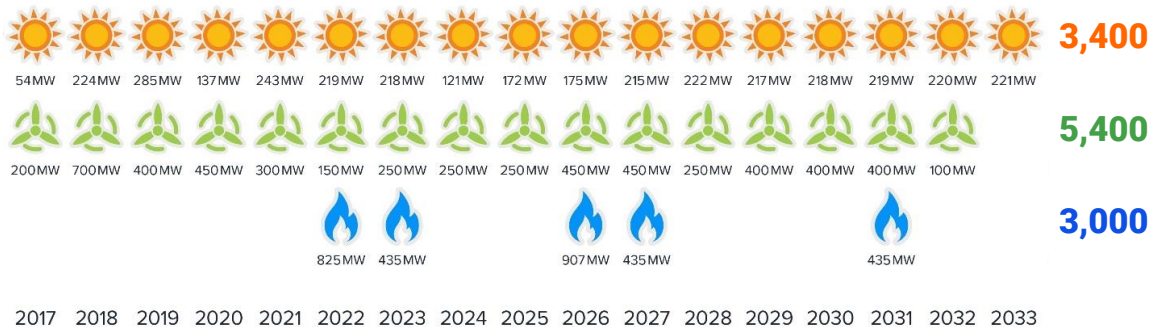 3,400
54MW 224MW 285MW 137MW 243MW 219MW 218MW 121MW 172MW 175MW 215MW 222MW 217MW 218MW 219MW 220MW 221MW
5,400
200MW 700MW 400MW 450MW 300MW 150MW 250MW 250MW 250MW 450MW 450MW 250MW 400MW 400MW 400MW 100MW
3,000
825MW 435MW 907MW 435MW 435MW
2017 2018 2019 2020 2021 2022 2023 2024 2025 2026 2027 2028 2029 2030 2031 2032 2033